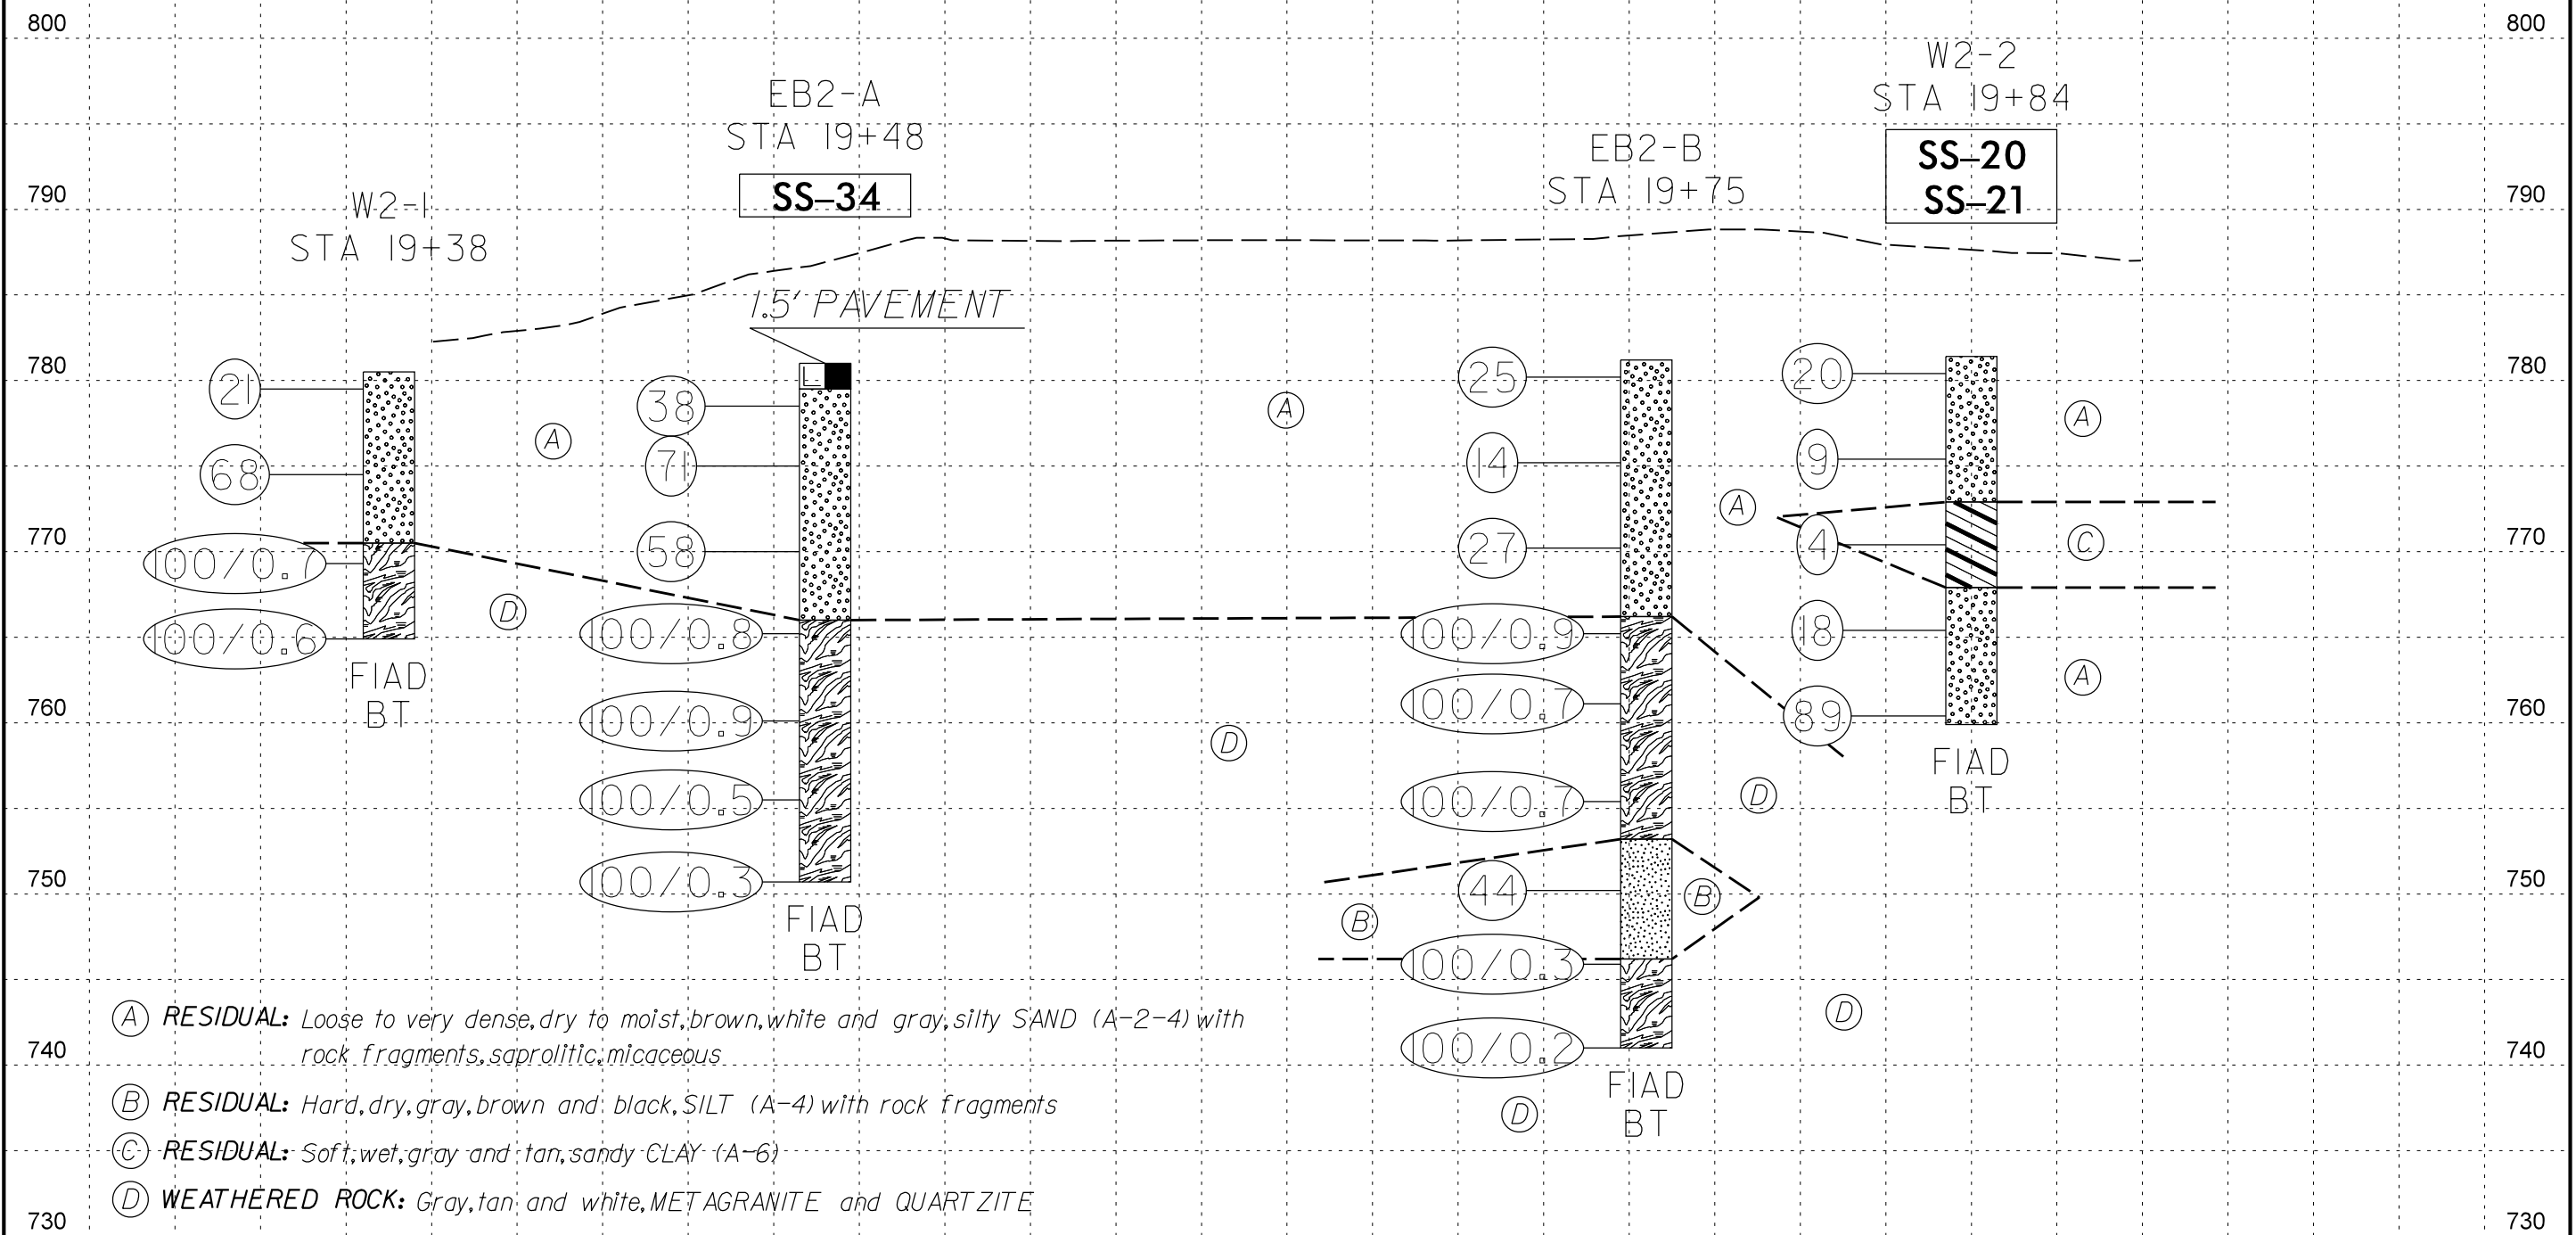 800
800
W2-2
STA 19+84
SS-20
SS-21
EB2-A
STA 19+48
SS-34
EB2-B
STA 19+75
790
790
W2-1
STA 19+38
1.5' PAVEMENT
780
780
21
38
25
20
A
A
A
68
71
14
9
A
770
770
100/0.7
58
27
4
C
D
100/0.6
100/0.8
100/0.9
18
A
FIAD
BT
760
760
100/0.9
100/0.7
89
D
FIAD
BT
100/0.5
100/0.7
D
750
750
100/0.3
44
B
B
FIAD
BT
100/0.3
D
740
740
100/0.2
FIAD
BT
D
A RESIDUAL: Loose to very dense, dry to moist, brown, white and gray, silty SAND (A-2-4) with
rock fragments, saprolitic, micaceous
B RESIDUAL: Hard, dry, gray, brown and black, SILT (A-4) with rock fragments
C RESIDUAL: Soft, wet, gray and tan, sandy CLAY (A-6)
D WEATHERED ROCK: Gray, tan and white, METAGRANITE and QUARTZITE
730
730
L